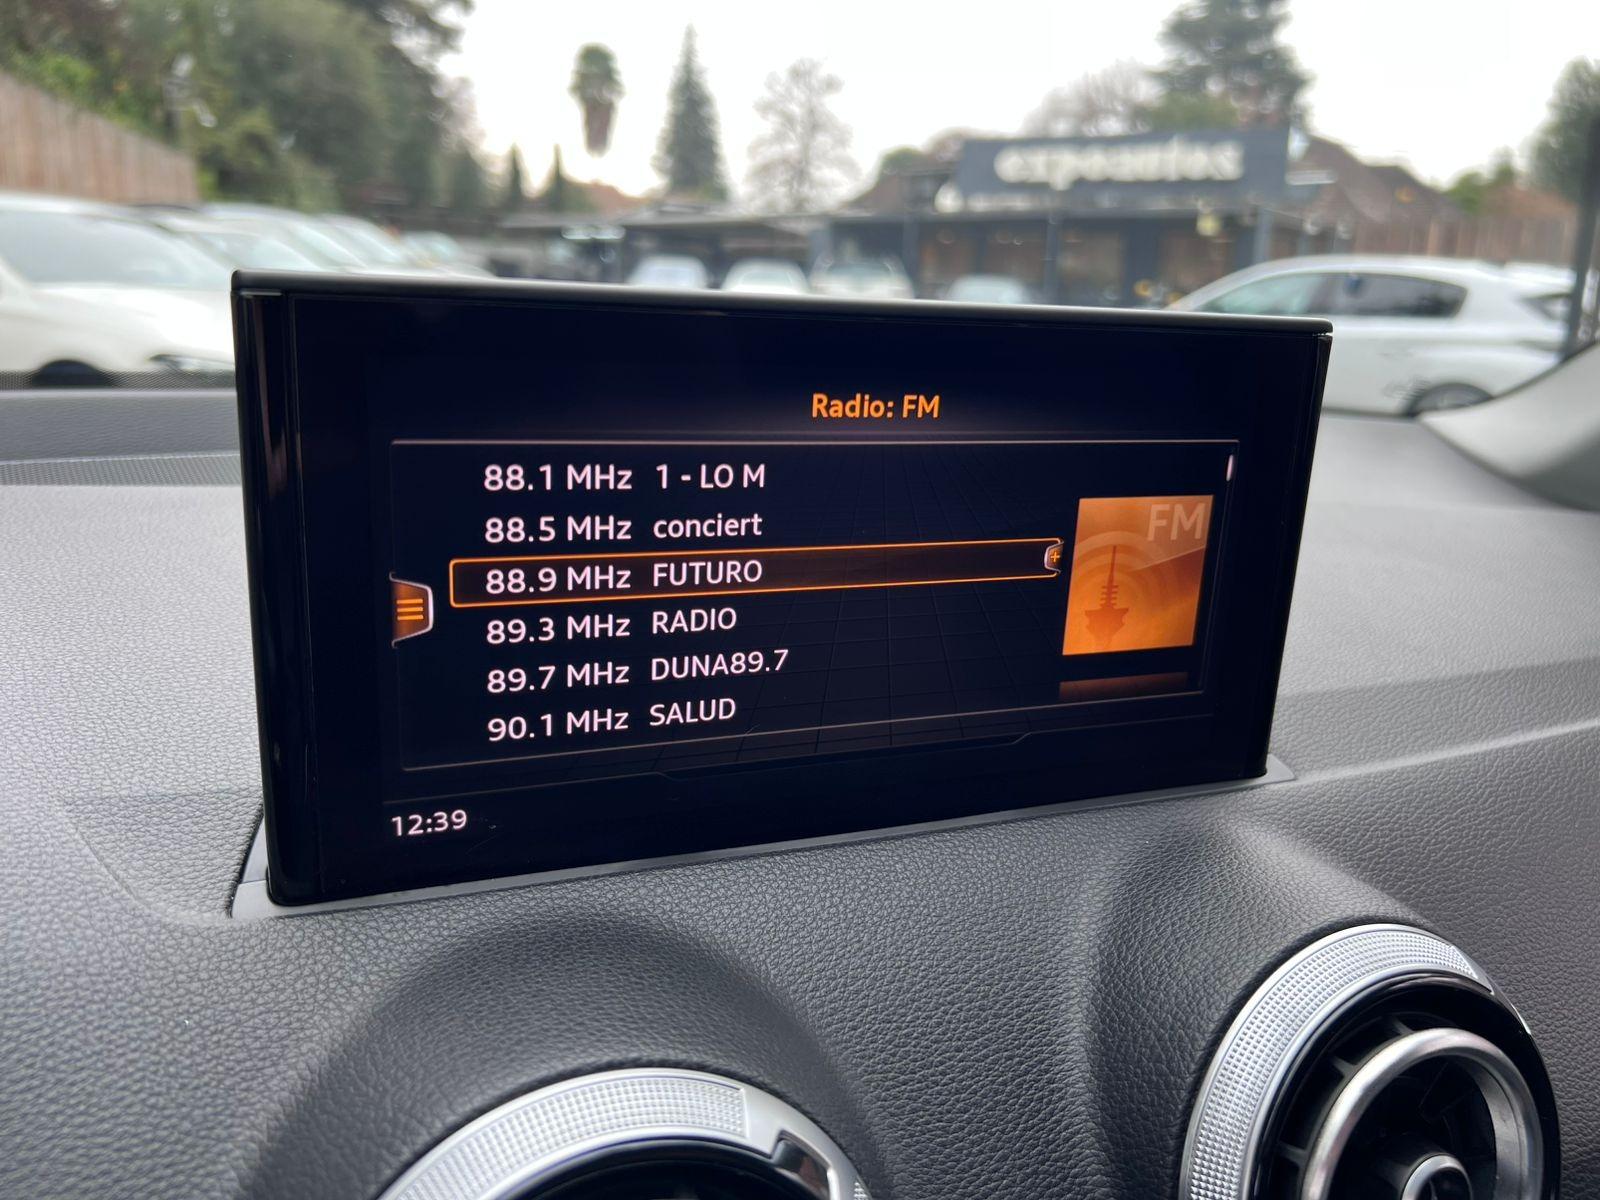 Radio: FM
88.1 MHz 1 - LO M
88.5 MHz conciert
88.9 MHz FUTURO
89.3 MHz RADIO
89.7 MHz DUNA89.7
90.1 MHz SALUD
FM
12:39